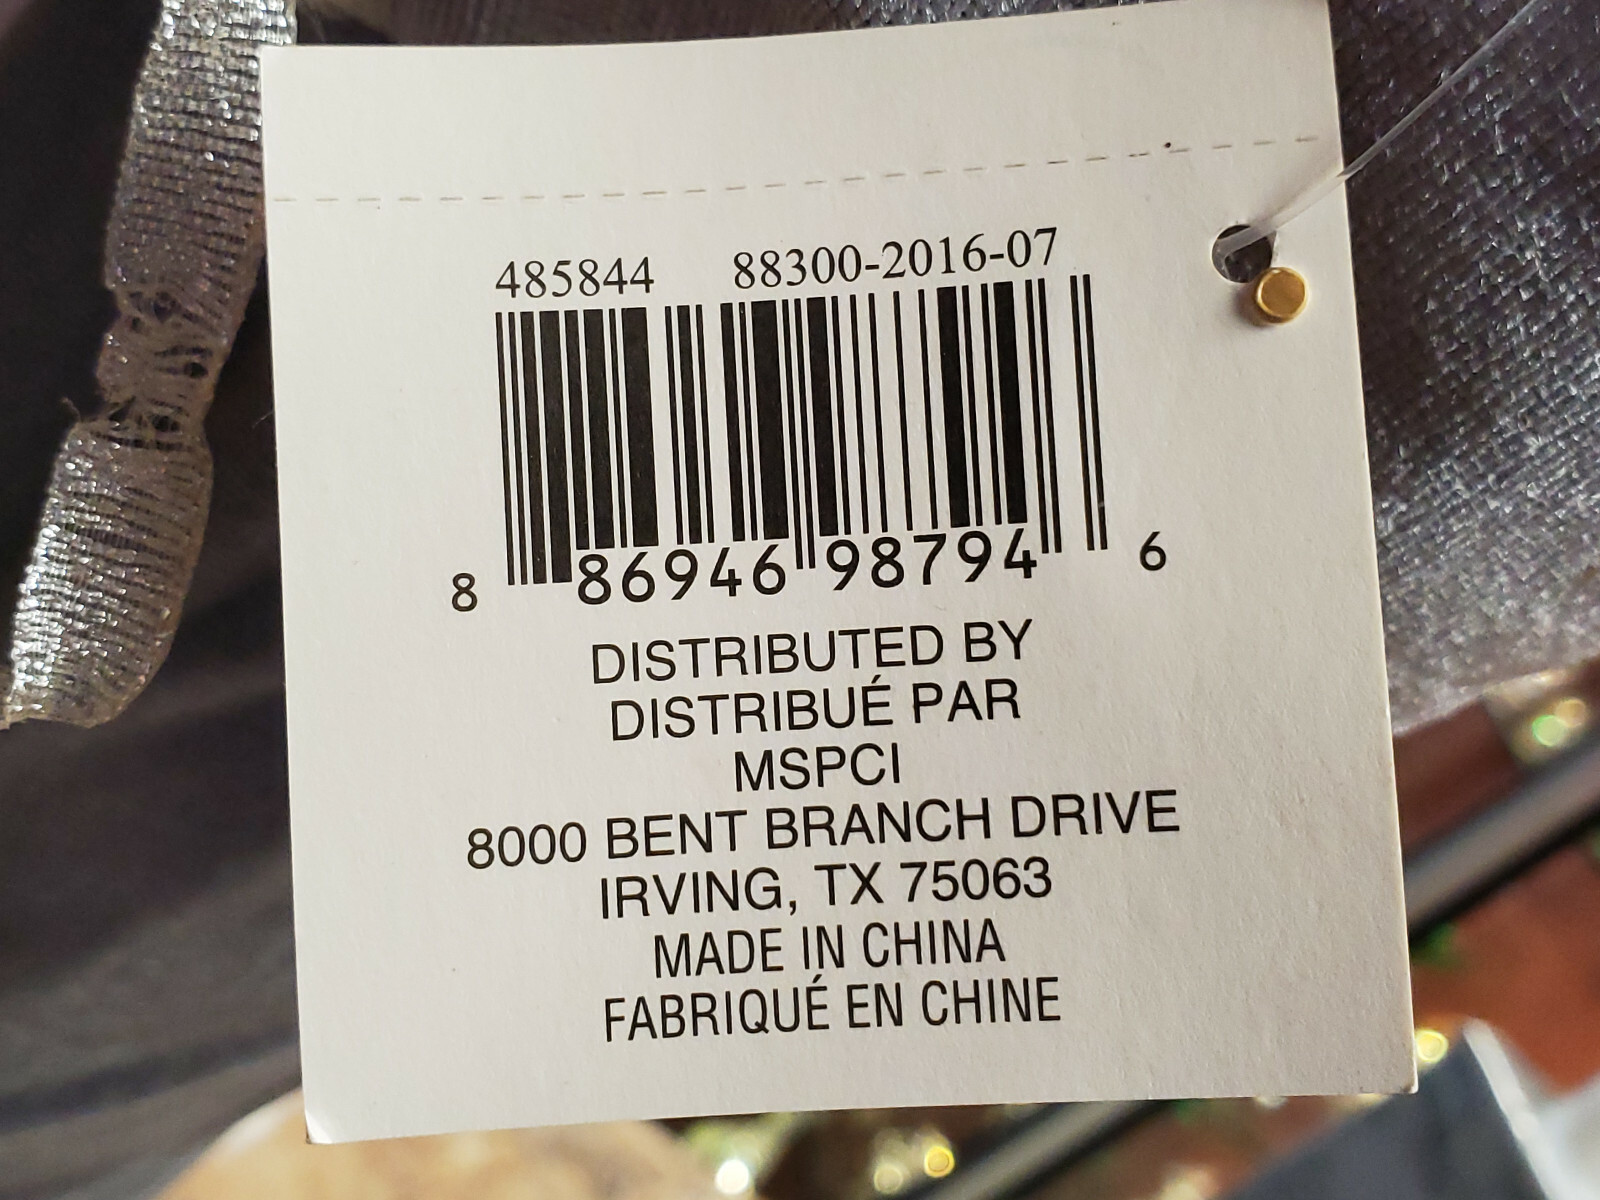 485844 88300-2016-07
8 86946 98794 6
DISTRIBUTED BY
DISTRIBUÉ PAR
MSPCI
8000 BENT BRANCH DRIVE
IRVING, TX 75063
MADE IN CHINA
FABRIQUÉ EN CHINE